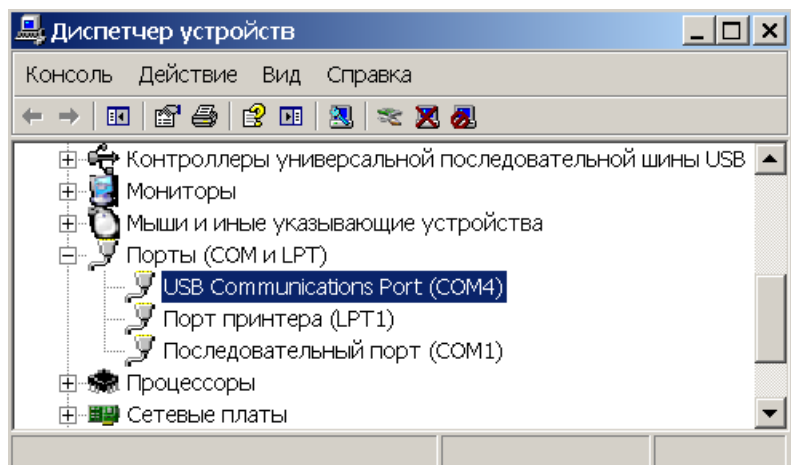 Диспетчер устройств
Консоль Действие Вид Справка
Контроллеры универсальной последовательной шины USB
Мониторы
Мыши и иные указывающие устройства
Порты (COM и LPT)
USB Communications Port (COM4)
Порт принтера (LPT1)
Последовательный порт (COM1)
Процессоры
Сетевые платы